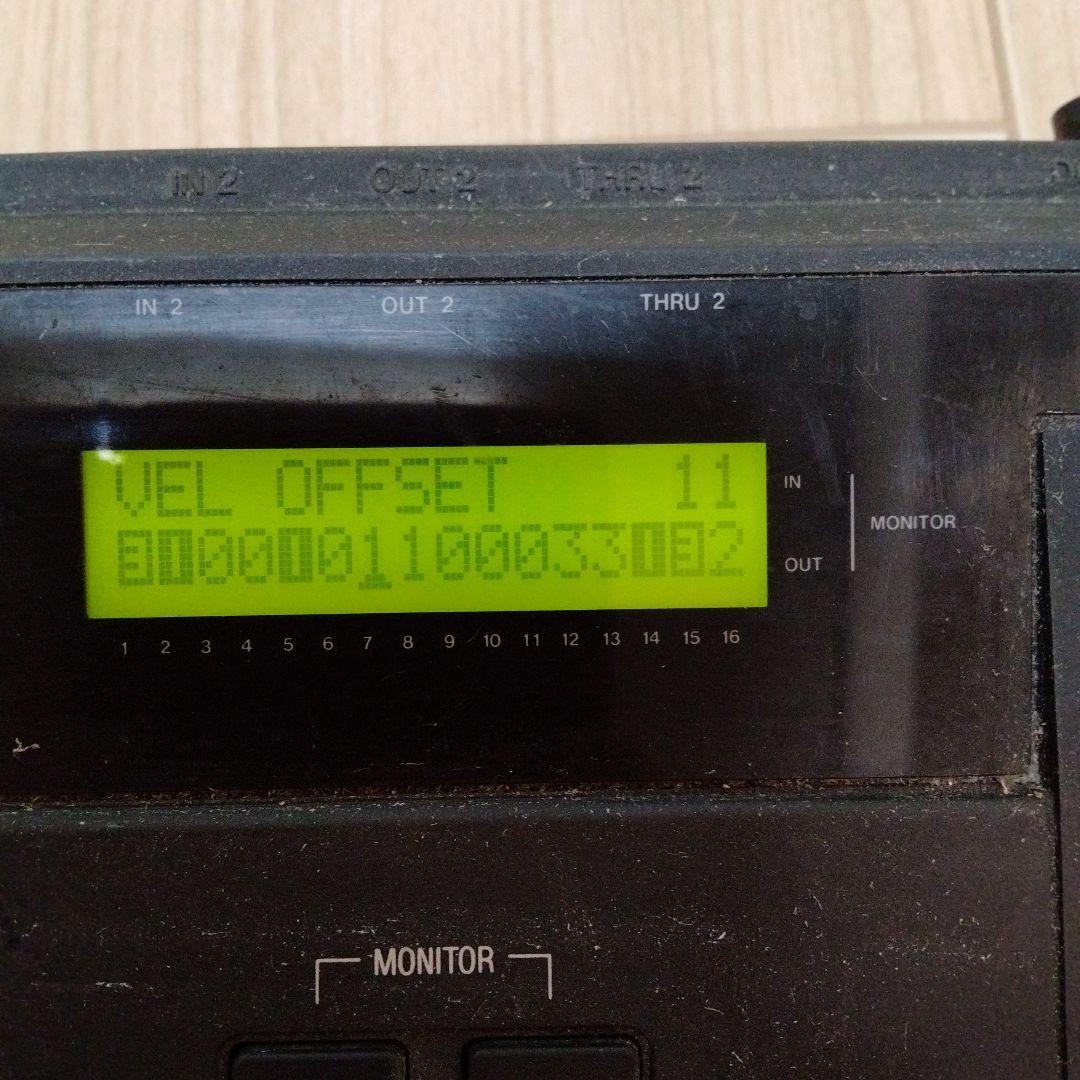 IN 2 OUT 2 THRU 2
IN 2 OUT 2 THRU 2
VEL OFFSET 11 IN
3100101100033132 OUT
MONITOR
1 2 3 4 5 6 7 8 9 10 11 12 13 14 15 16
MONITOR